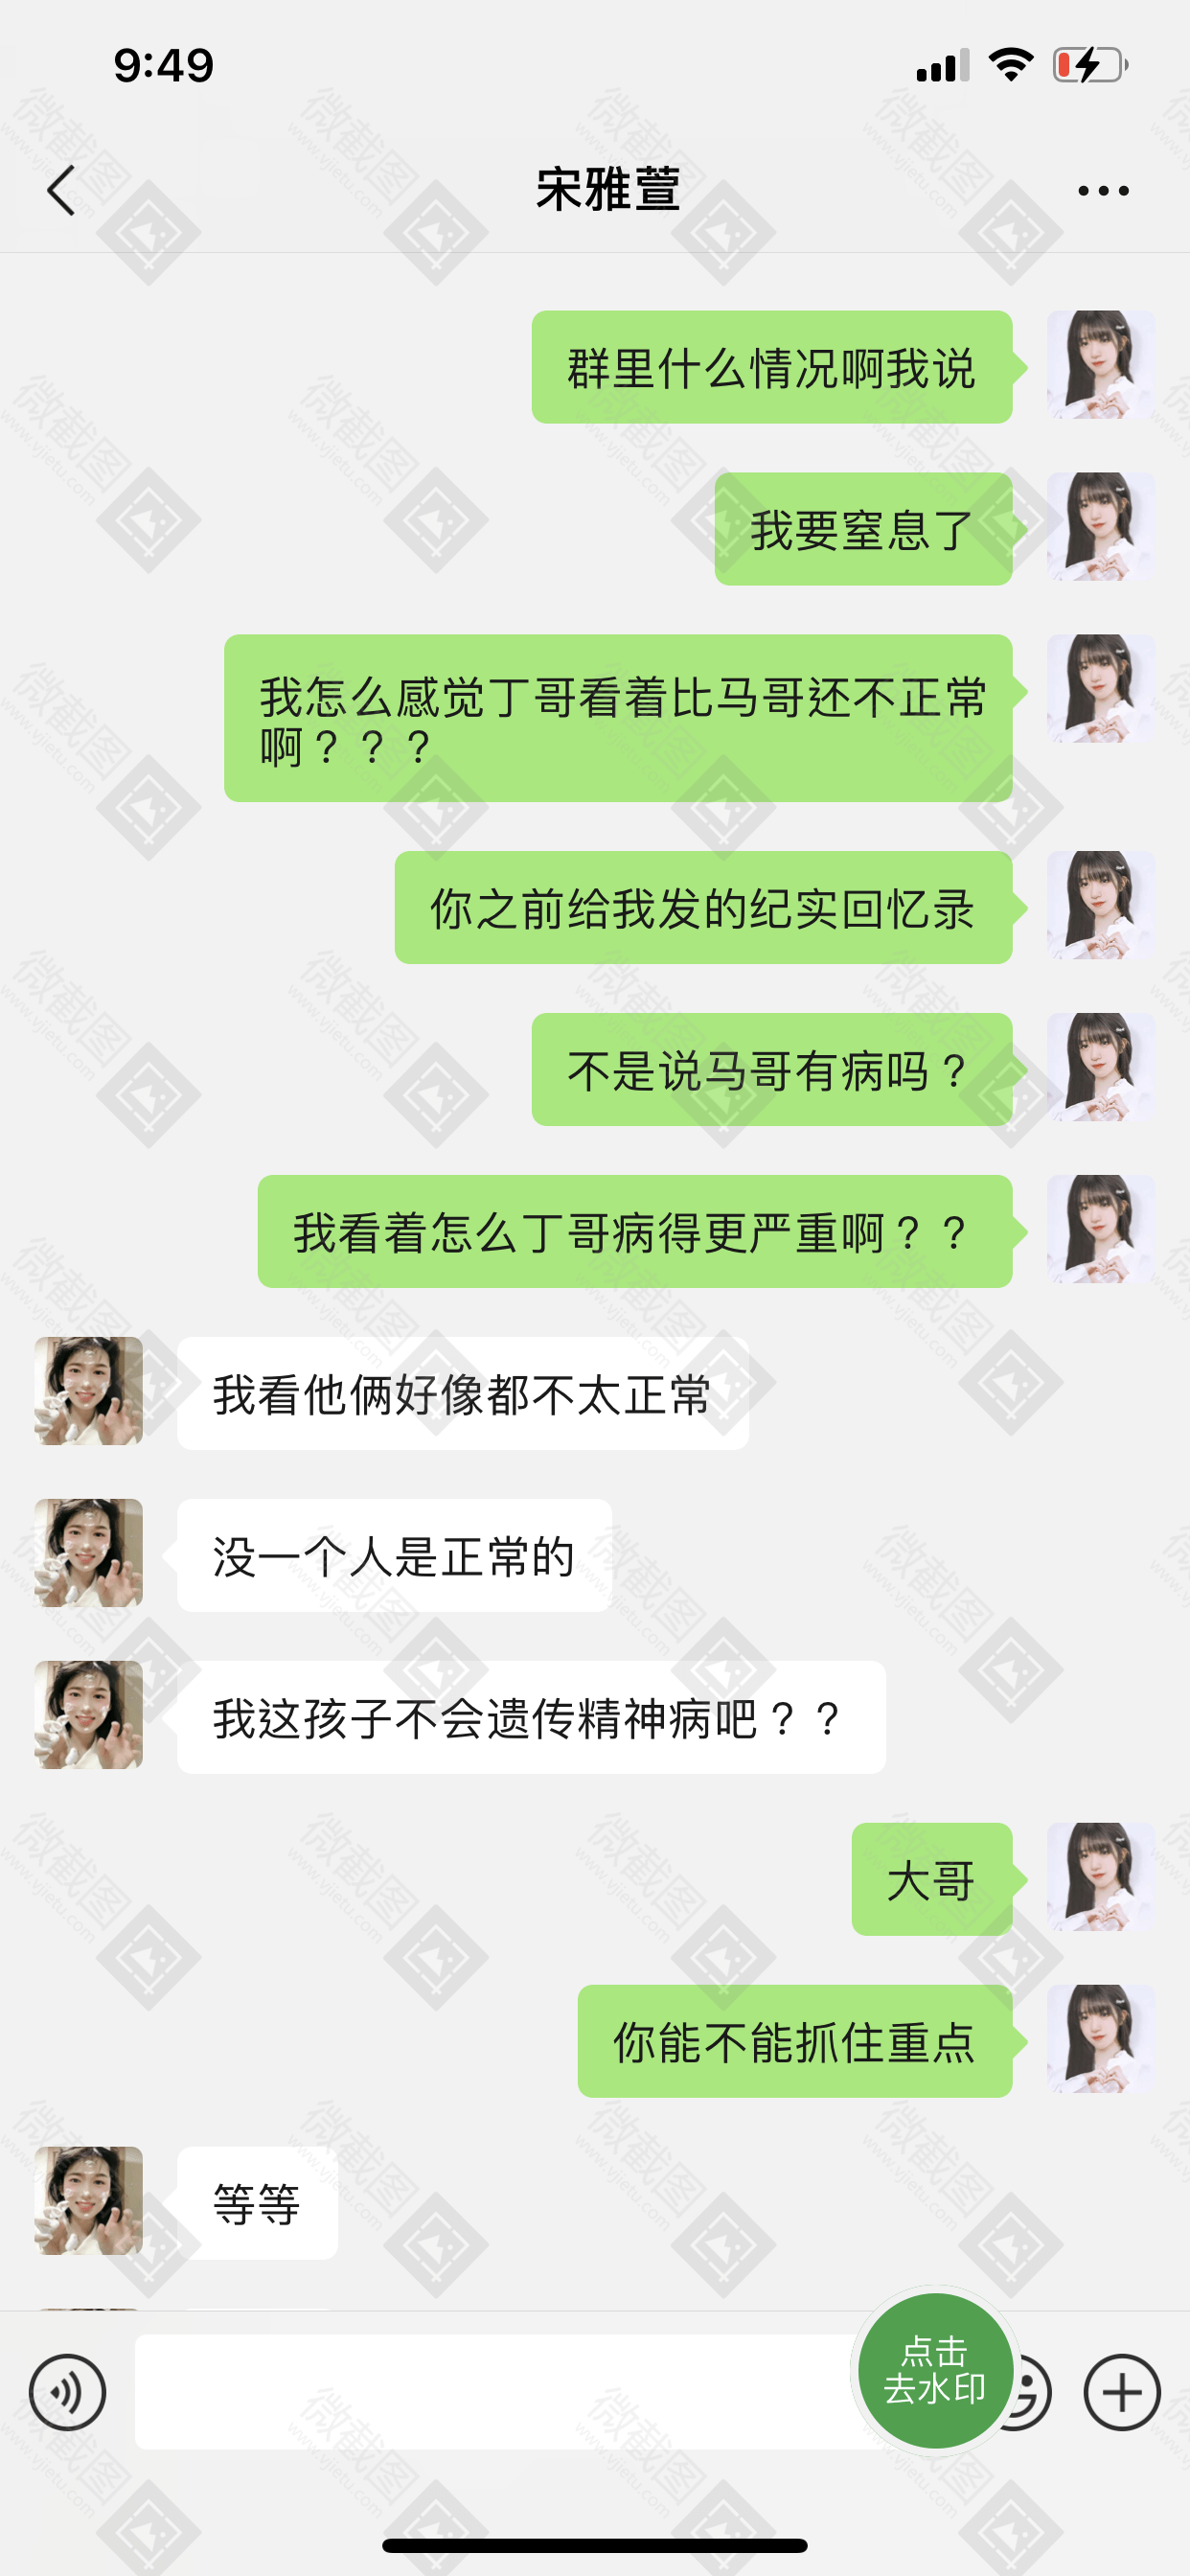 9:49
宋雅萱
群里什么情况啊我说
我要窒息了
我怎么感觉丁哥看着比马哥还不正常
啊？？？
你之前给我发的纪实回忆录
不是说马哥有病吗？
我看着怎么丁哥病得更严重啊？？
我看他俩好像都不太正常
没一个人是正常的
我这孩子不会遗传精神病吧？？
大哥
你能不能抓住重点
等等
点击
去水印
微截图
www.vjietu.com